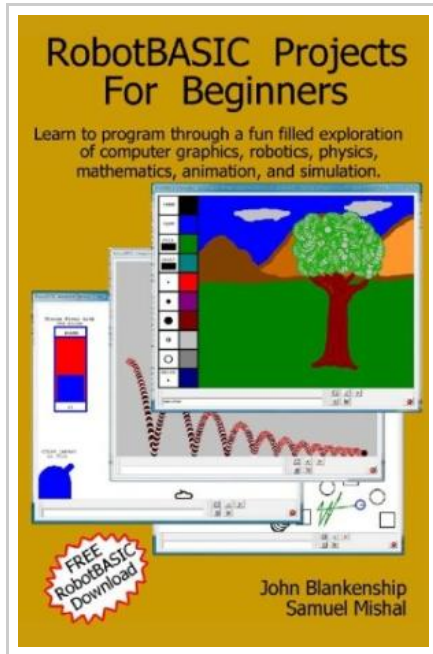 RobotBASIC Projects
For Beginners
Learn to program through a fun filled exploration
of computer graphics, robotics, physics,
mathematics, animation, and simulation.
FREE
RobotBASIC
Download
John Blankenship
Samuel Mishal